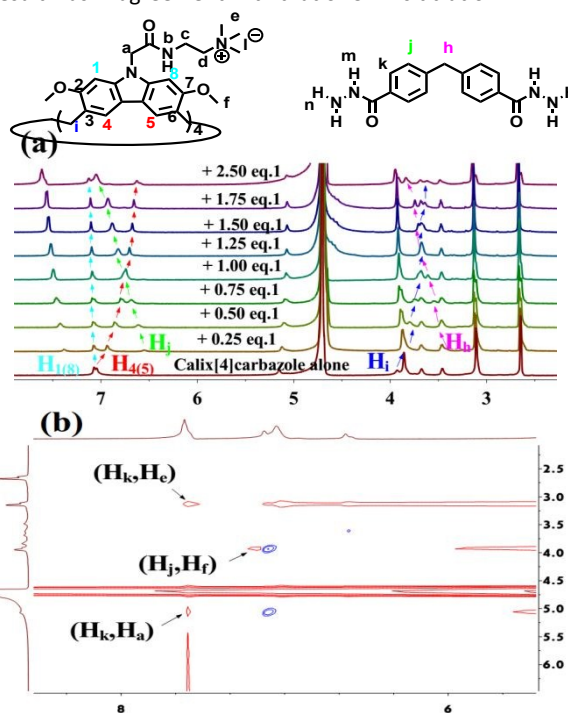 e
O
b
c
N
H
d
N
⊕
I
⊖
a
N
1
8
2
7
O
O
f
3
4
5
6
i
4
j
h
m
k
H
N
n
H₂N
O
O
H
N
NH₂
(a)
+ 2.50 eq.1
+ 1.75 eq.1
+ 1.50 eq.1
+ 1.25 eq.1
+ 1.00 eq.1
+ 0.75 eq.1
+ 0.50 eq.1
+ 0.25 eq.1
H1(8) H4(5) Hj Calix[4]carbazole alone Hi Hh
7 6 5 4 3
(b)
(Hk,He)
(Hj,Hf)
(Hk,Ha)
2.5
3.0
3.5
4.0
4.5
5.0
5.5
6.0
8 6